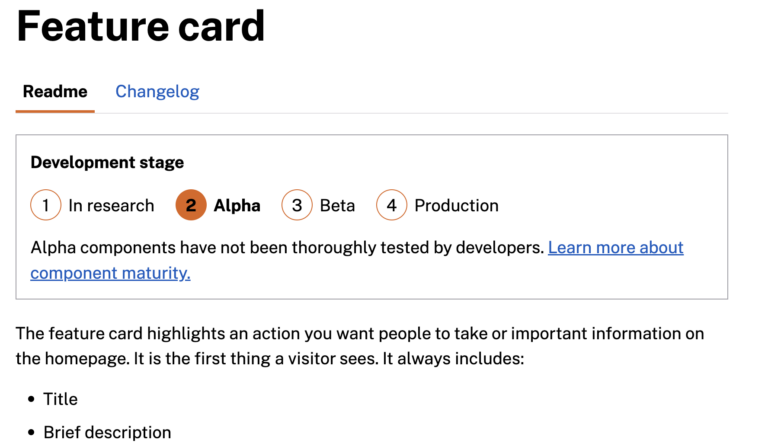 Feature card
Readme Changelog
Development stage
1 In research 2 Alpha 3 Beta 4 Production
Alpha components have not been thoroughly tested by developers. Learn more about
component maturity.
The feature card highlights an action you want people to take or important information on
the homepage. It is the first thing a visitor sees. It always includes:
• Title
• Brief description